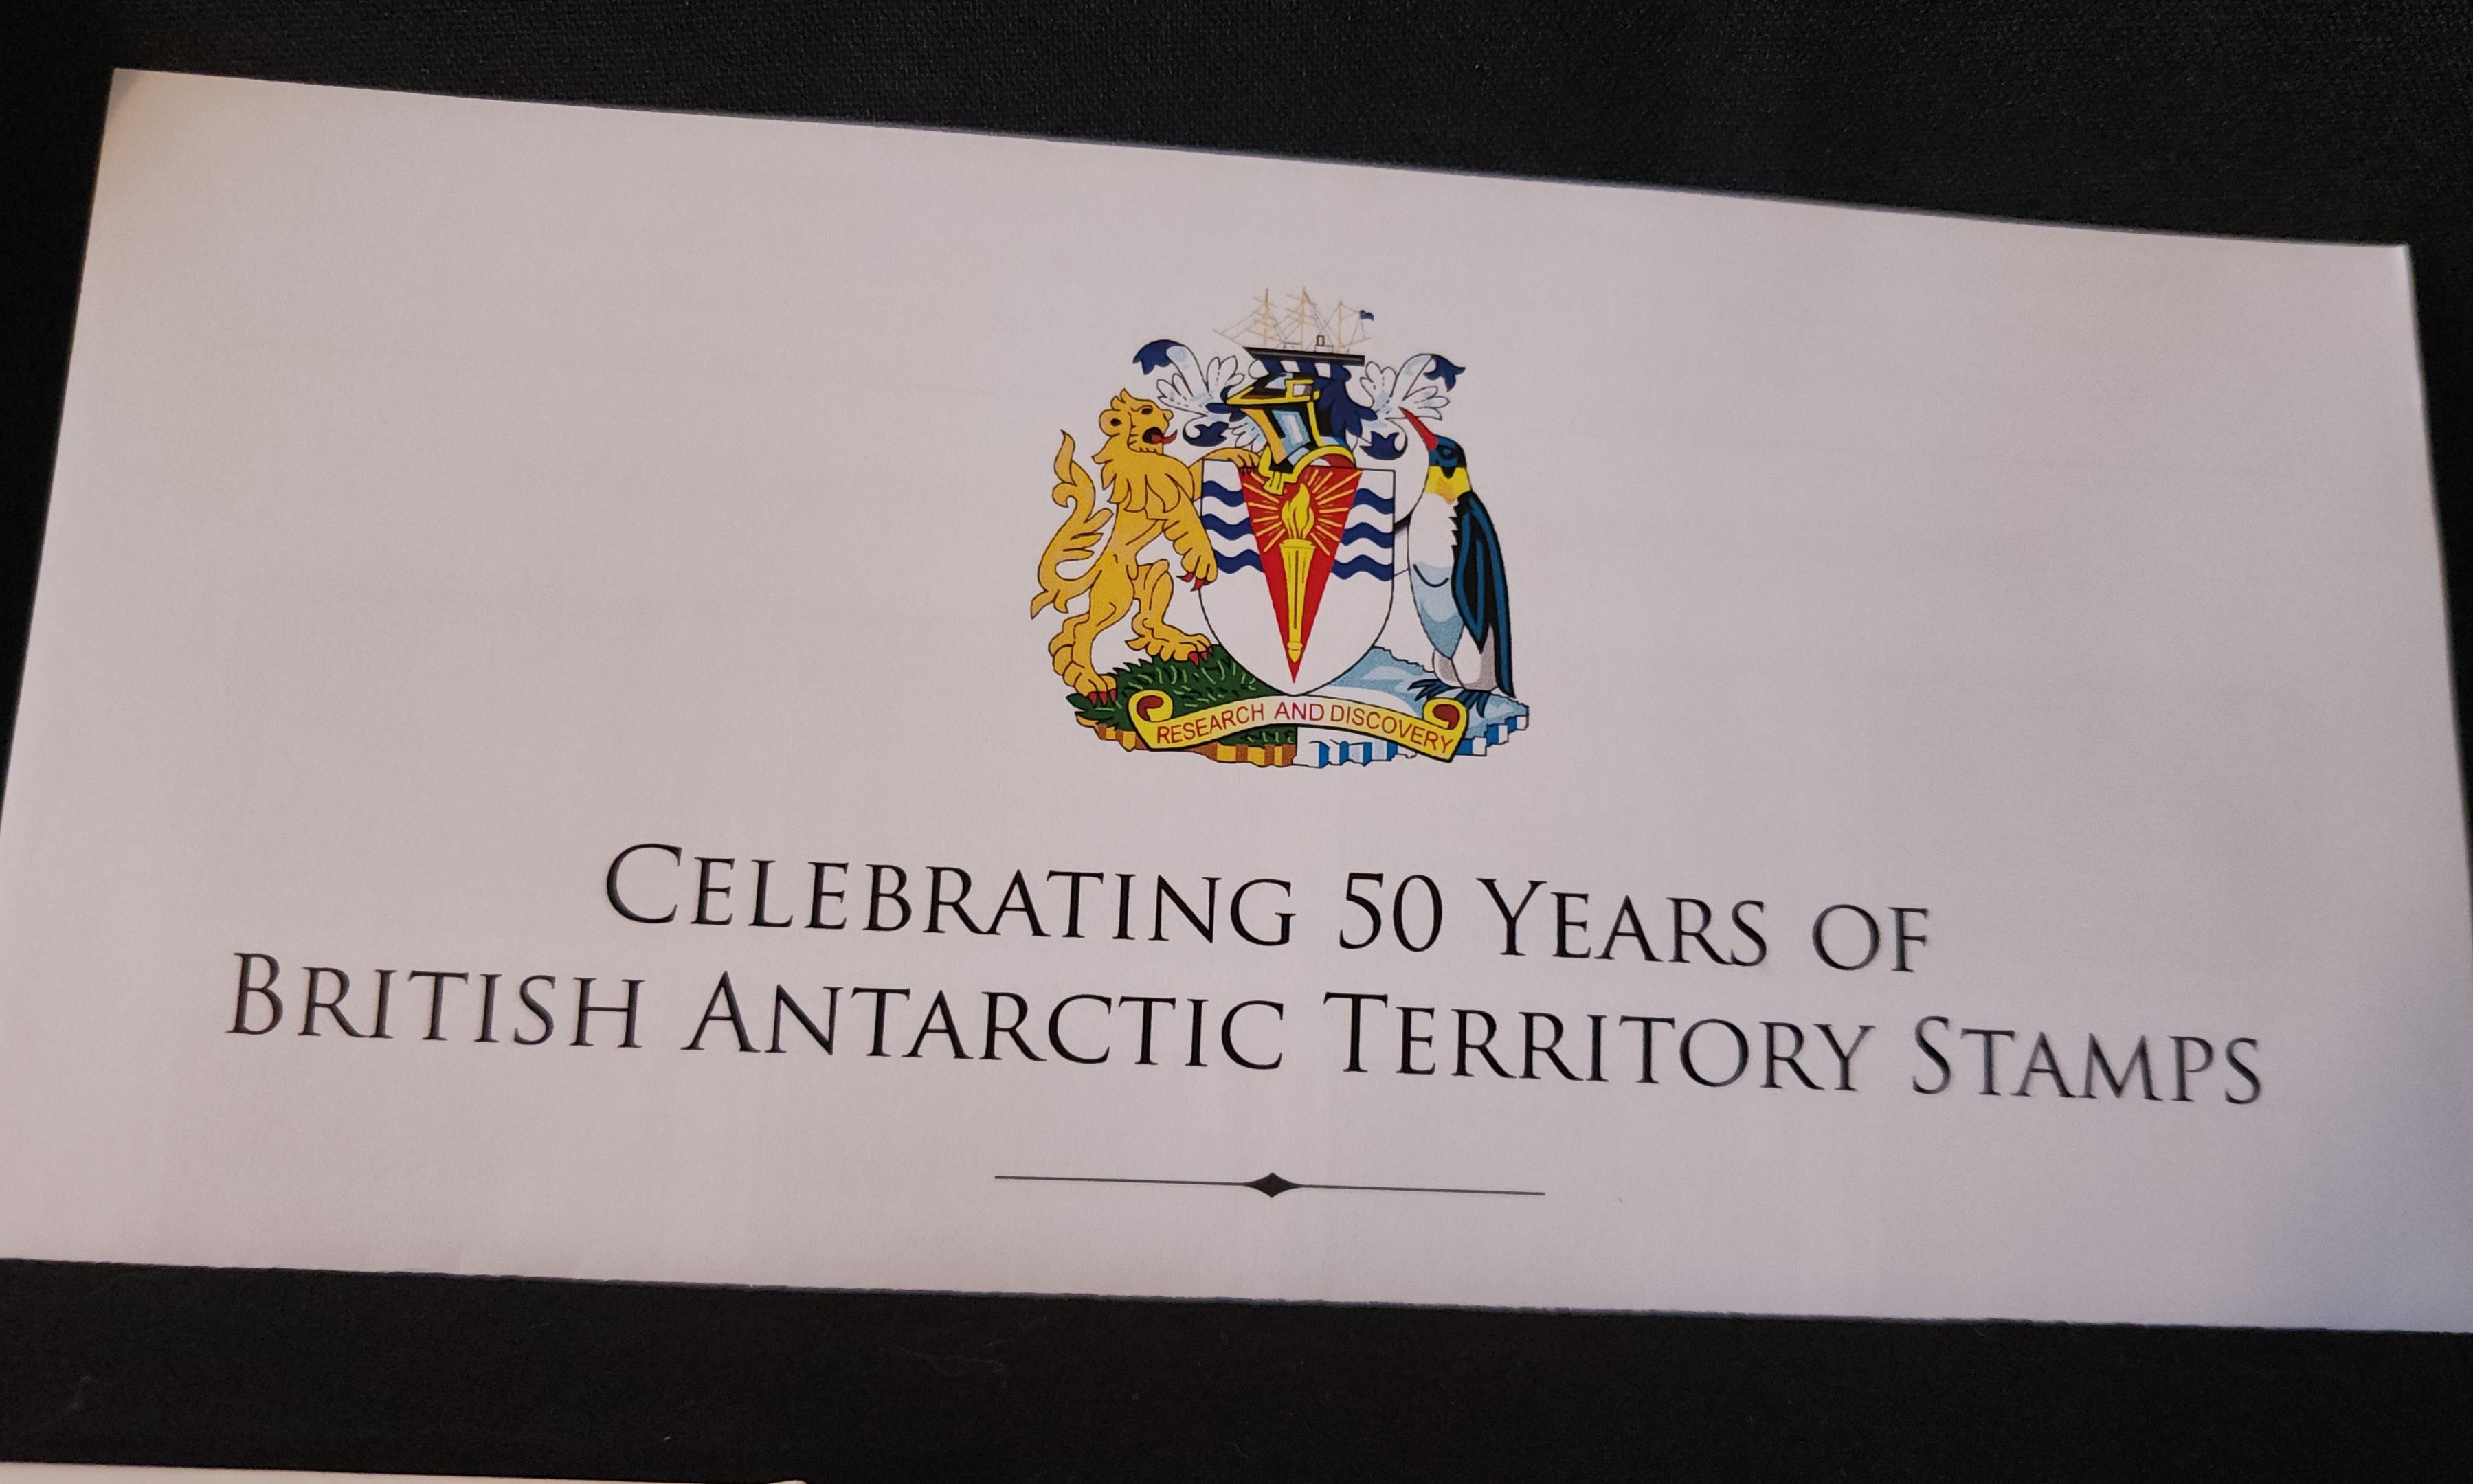 RESEARCH AND DISCOVERY
CELEBRATING 50 YEARS OF
BRITISH ANTARCTIC TERRITORY STAMPS